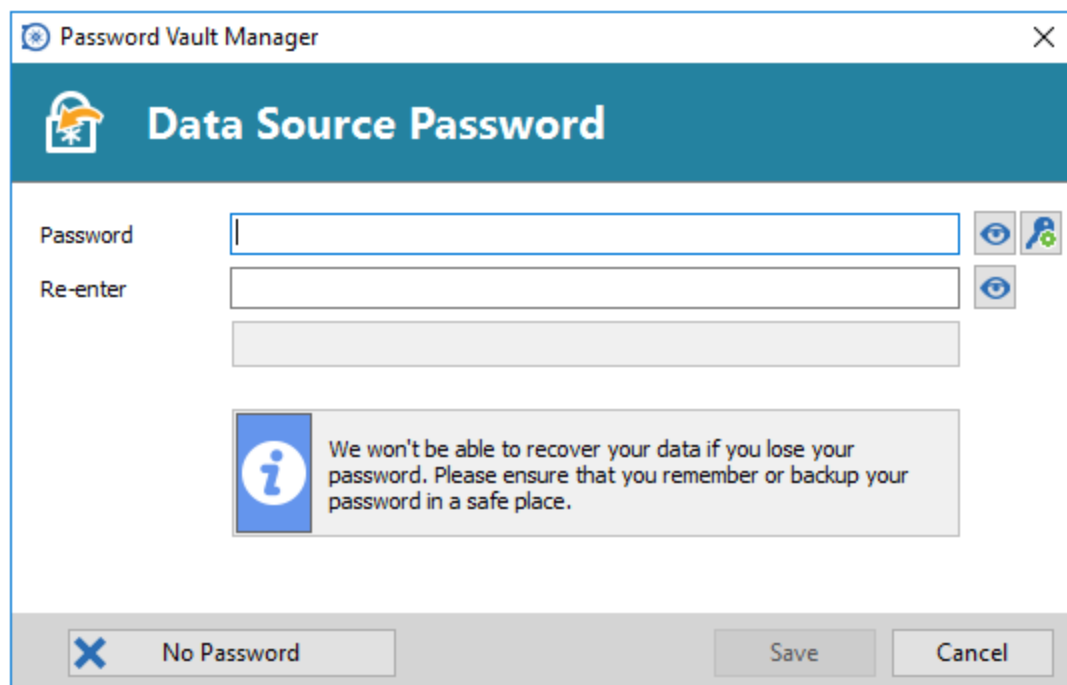 Password Vault Manager
Data Source Password
Password
Re-enter
We won't be able to recover your data if you lose your
password. Please ensure that you remember or backup your
password in a safe place.
No Password
Save
Cancel